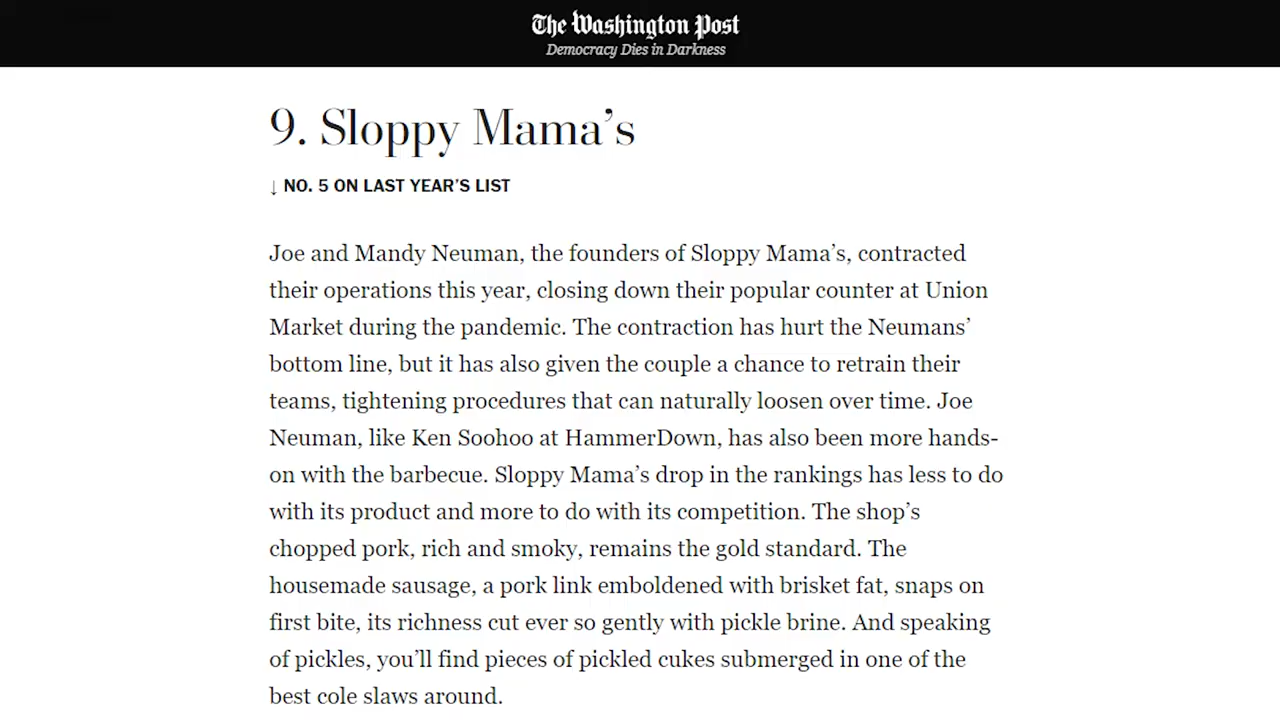 The Washington Post
Democracy Dies in Darkness
9. Sloppy Mama’s
↓ NO. 5 ON LAST YEAR’S LIST
Joe and Mandy Neuman, the founders of Sloppy Mama’s, contracted
their operations this year, closing down their popular counter at Union
Market during the pandemic. The contraction has hurt the Neumans’
bottom line, but it has also given the couple a chance to retrain their
teams, tightening procedures that can naturally loosen over time. Joe
Neuman, like Ken Soohoo at HammerDown, has also been more hands-
on with the barbecue. Sloppy Mama’s drop in the rankings has less to do
with its product and more to do with its competition. The shop’s
chopped pork, rich and smoky, remains the gold standard. The
housemade sausage, a pork link emboldened with brisket fat, snaps on
first bite, its richness cut ever so gently with pickle brine. And speaking
of pickles, you’ll find pieces of pickled cukes submerged in one of the
best cole slaws around.